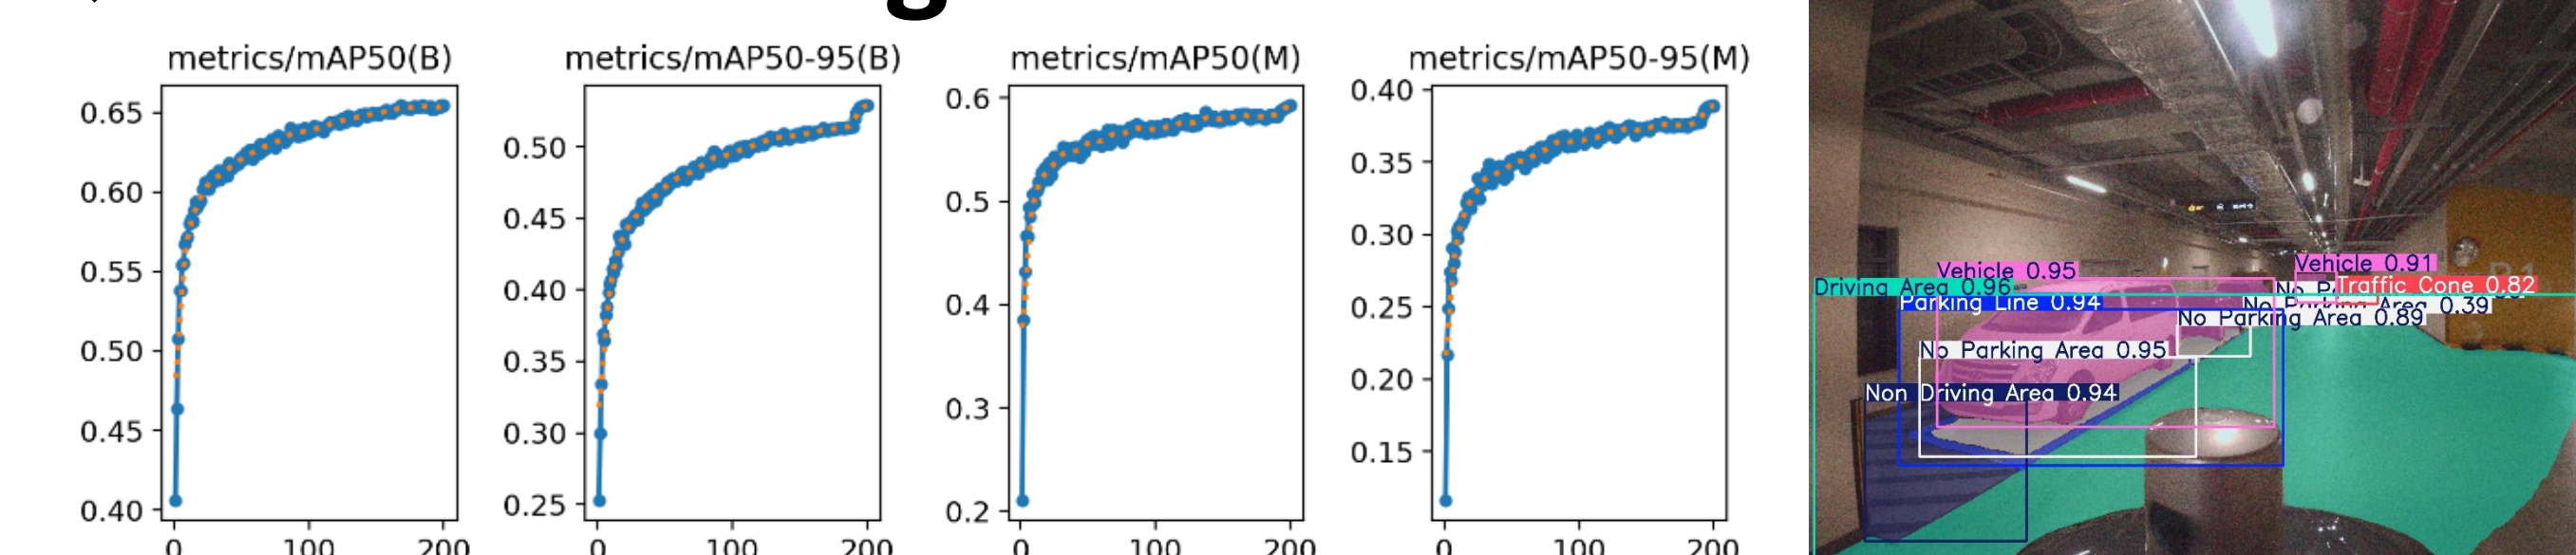 metrics/mAP50(B)
0.65
0.60
0.55
0.50
0.45
0.40
0
100
200
metrics/mAP50-95(B)
0.50
0.45
0.40
0.35
0.30
0.25
0
100
200
metrics/mAP50(M)
0.6
0.5
0.4
0.3
0.2
0
100
200
metrics/mAP50-95(M)
0.40
0.35
0.30
0.25
0.20
0.15
0
100
200
Vehicle 0.91
Vehicle 0.95
Driving Area 0.96
Traffic Cone 0.82
No
Parking Line 0.94
No Parking Area 0.39
No Parking Area 0.89
No Parking Area 0.95
Non Driving Area 0.94